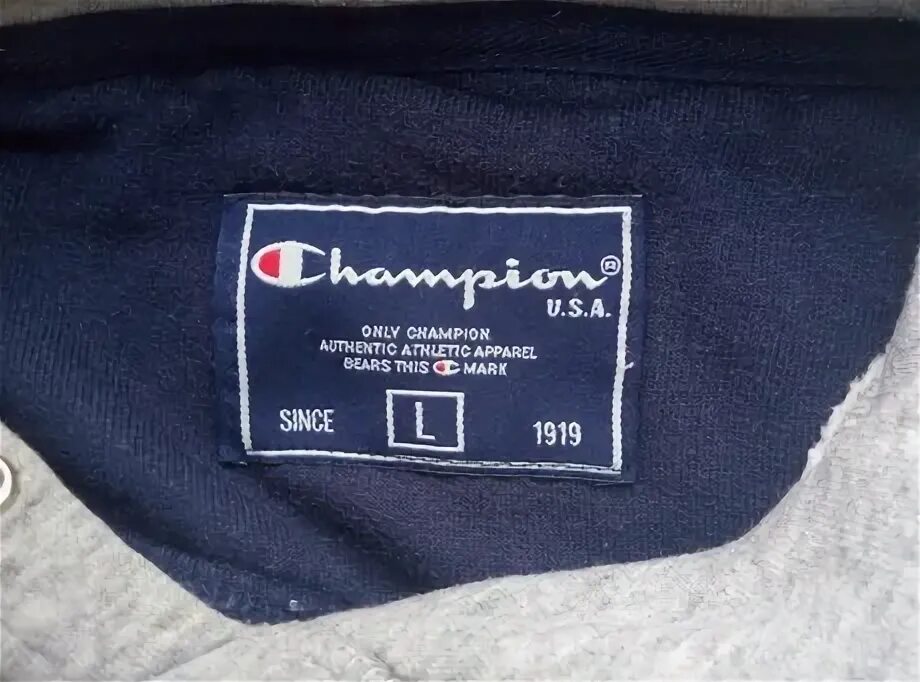 Champion®
U.S.A.
ONLY CHAMPION
AUTHENTIC ATHLETIC APPAREL
BEARS THIS C MARK
SINCE L 1919